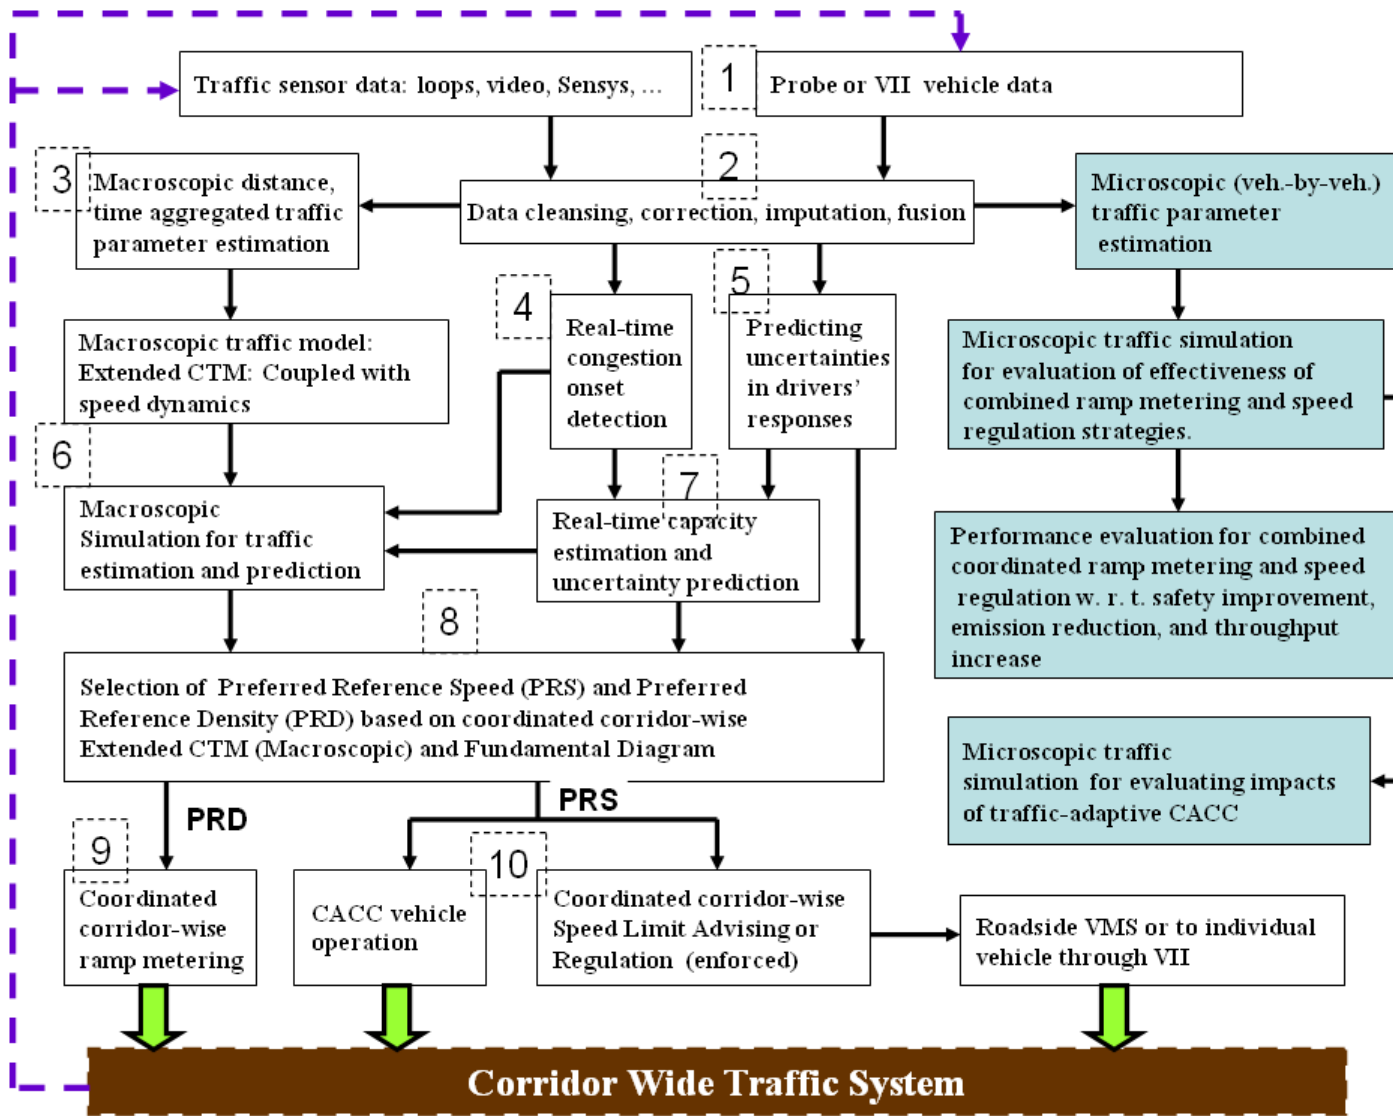 Traffic sensor data: loops, video, Sensys, ...
1
Probe or VII vehicle data
2
Data cleansing, correction, imputation, fusion
3
Macroscopic distance,
time aggregated traffic
parameter estimation
Microscopic (veh.-by-veh.)
traffic parameter
estimation
4
Real-time
congestion
onset
detection
5
Predicting
uncertainties
in drivers'
responses
Macroscopic traffic model:
Extended CTM: Coupled with
speed dynamics
Microscopic traffic simulation
for evaluation of effectiveness of
combined ramp metering and speed
regulation strategies.
6
Macroscopic
Simulation for traffic
estimation and prediction
7
Real-time capacity
estimation and
uncertainty prediction
Performance evaluation for combined
coordinated ramp metering and speed
regulation w. r. t. safety improvement,
emission reduction, and throughput
increase
8
Selection of Preferred Reference Speed (PRS) and Preferred
Reference Density (PRD) based on coordinated corridor-wise
Extended CTM (Macroscopic) and Fundamental Diagram
Microscopic traffic
simulation for evaluating impacts
of traffic-adaptive CACC
PRD
PRS
9
Coordinated
corridor-wise
ramp metering
CACC vehicle
operation
10
Coordinated corridor-wise
Speed Limit Advising or
Regulation (enforced)
Roadside VMS or to individual
vehicle through VII
Corridor Wide Traffic System